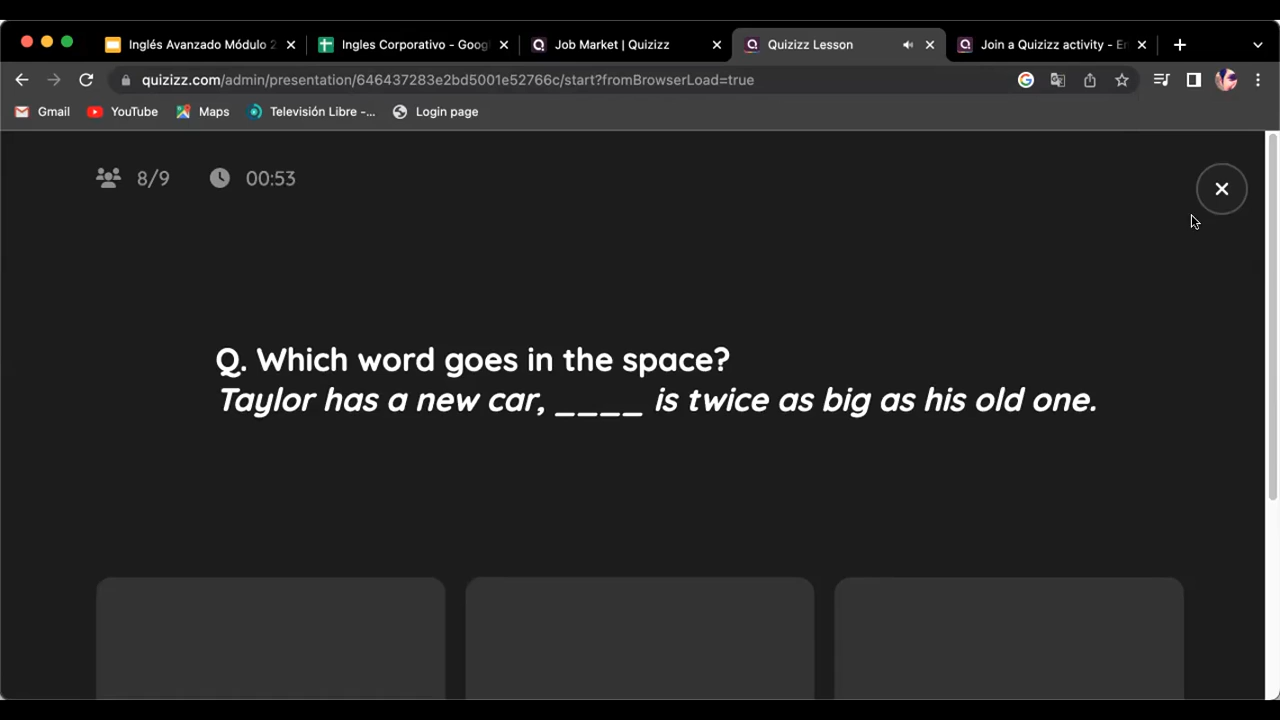 Inglés Avanzado Módulo 2
Ingles Corporativo - Goog
Job Market | Quizizz
Quizizz Lesson
Join a Quizizz activity - En
quizizz.com/admin/presentation/646437283e2bd5001e52766c/start?fromBrowserLoad=true
Gmail
YouTube
Maps
Televisión Libre -...
Login page
8/9
00:53
Q. Which word goes in the space?
Taylor has a new car, ____ is twice as big as his old one.